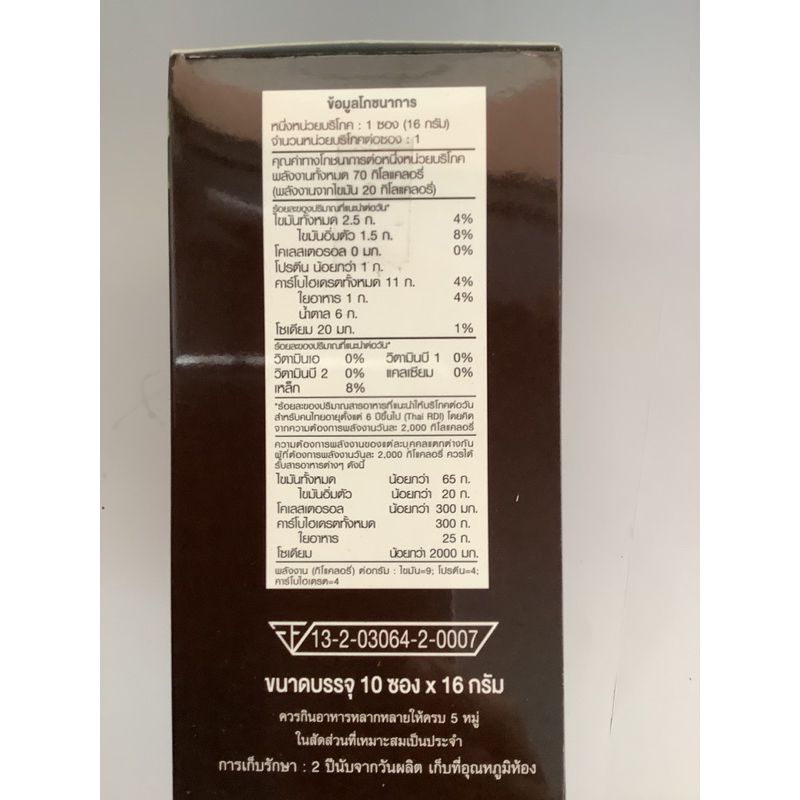 ข้อมูลโภชนาการ
หนึ่งหน่วยบริโภค : 1 ซอง (16 กรัม)
จำนวนหน่วยบริโภคต่อซอง : 1
คุณค่าทางโภชนาการต่อหนึ่งหน่วยบริโภค
พลังงานทั้งหมด 70 กิโลแคลอรี่
(พลังงานจากไขมัน 20 กิโลแคลอรี่)
ร้อยละของปริมาณที่แนะนำต่อวัน*
ไขมันทั้งหมด 2.5 ก. 4%
ไขมันอิ่มตัว 1.5 ก. 8%
โคเลสเตอรอล 0 มก. 0%
โปรตีน น้อยกว่า 1 ก.
คาร์โบไฮเดรตทั้งหมด 11 ก. 4%
ใยอาหาร 1 ก. 4%
น้ำตาล 6 ก.
โซเดียม 20 มก. 1%
ร้อยละของปริมาณที่แนะนำต่อวัน*
วิตามินเอ 0% วิตามินบี 1 0%
วิตามินบี 2 0% แคลเซียม 0%
เหล็ก 8%
*ร้อยละของปริมาณสารอาหารที่แนะนำให้บริโภคต่อวัน
สำหรับคนไทยอายุตั้งแต่ 6 ปีขึ้นไป (Thai RDI) โดยคิด
จากความต้องการพลังงานวันละ 2,000 กิโลแคลอรี่
ความต้องการพลังงานของแต่ละบุคคลแตกต่างกัน
ผู้ที่ต้องการพลังงานวันละ 2,000 กิโแคลอรี่ ควรได้
รับสารอาหารต่างๆ ดังนี้
ไขมันทั้งหมด น้อยกว่า 65 ก.
ไขมันอิ่มตัว น้อยกว่า 20 ก.
โคเลสเตอรอล น้อยกว่า 300 มก.
คาร์โบไฮเดรตทั้งหมด 300 ก.
ใยอาหาร 25 ก.
โซเดียม น้อยกว่า 2000 มก.
พลังงาน (กิโแคลอรี่) ต่อกรัม : ไขมัน=9; โปรตีน=4;
คาร์โบไฮเดรต=4
13-2-03064-2-0007
ขนาดบรรจุ 10 ซอง x 16 กรัม
ควรกินอาหารหลากหลายให้ครบ 5 หมู่
ในสัดส่วนที่เหมาะสมเป็นประจำ
การเก็บรักษา : 2 ปีนับจากวันผลิต เก็บที่อุณหภูมิห้อง